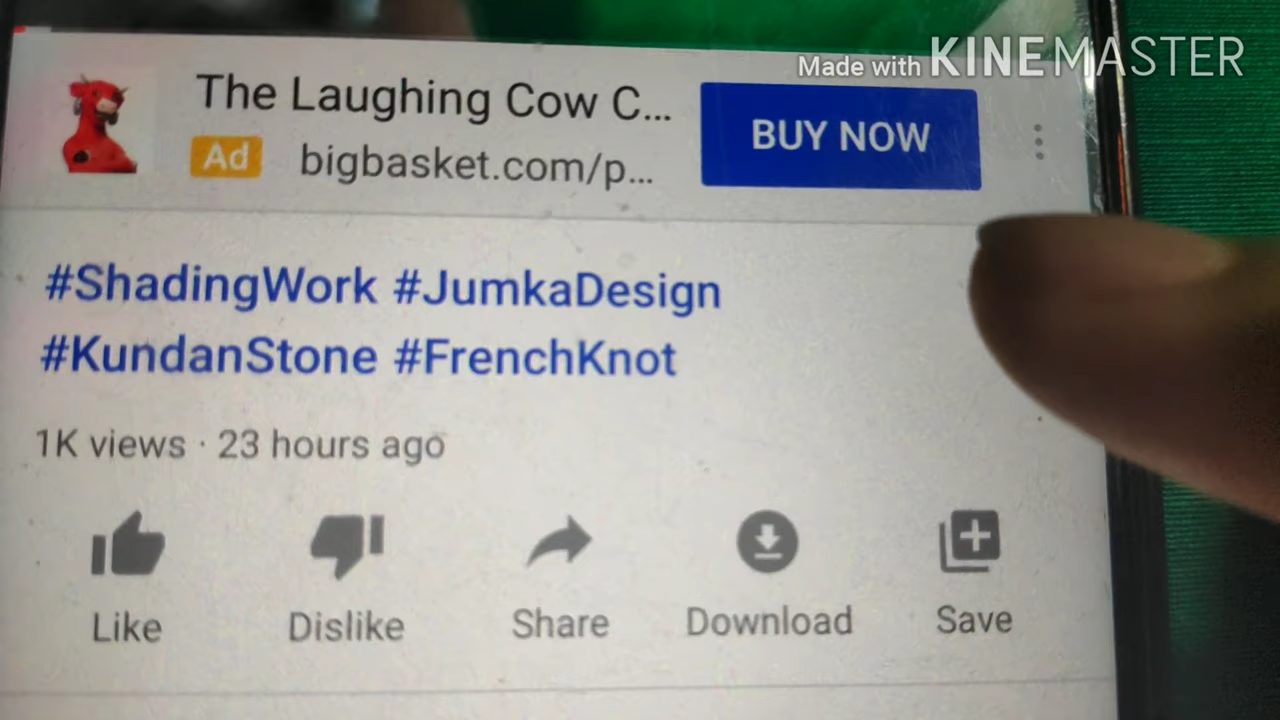 Made with KINEMASTER
The Laughing Cow C...
BUY NOW
Ad bigbasket.com/p...
#ShadingWork #JumkaDesign
#KundanStone #FrenchKnot
1K views · 23 hours ago
Like Dislike Share Download Save